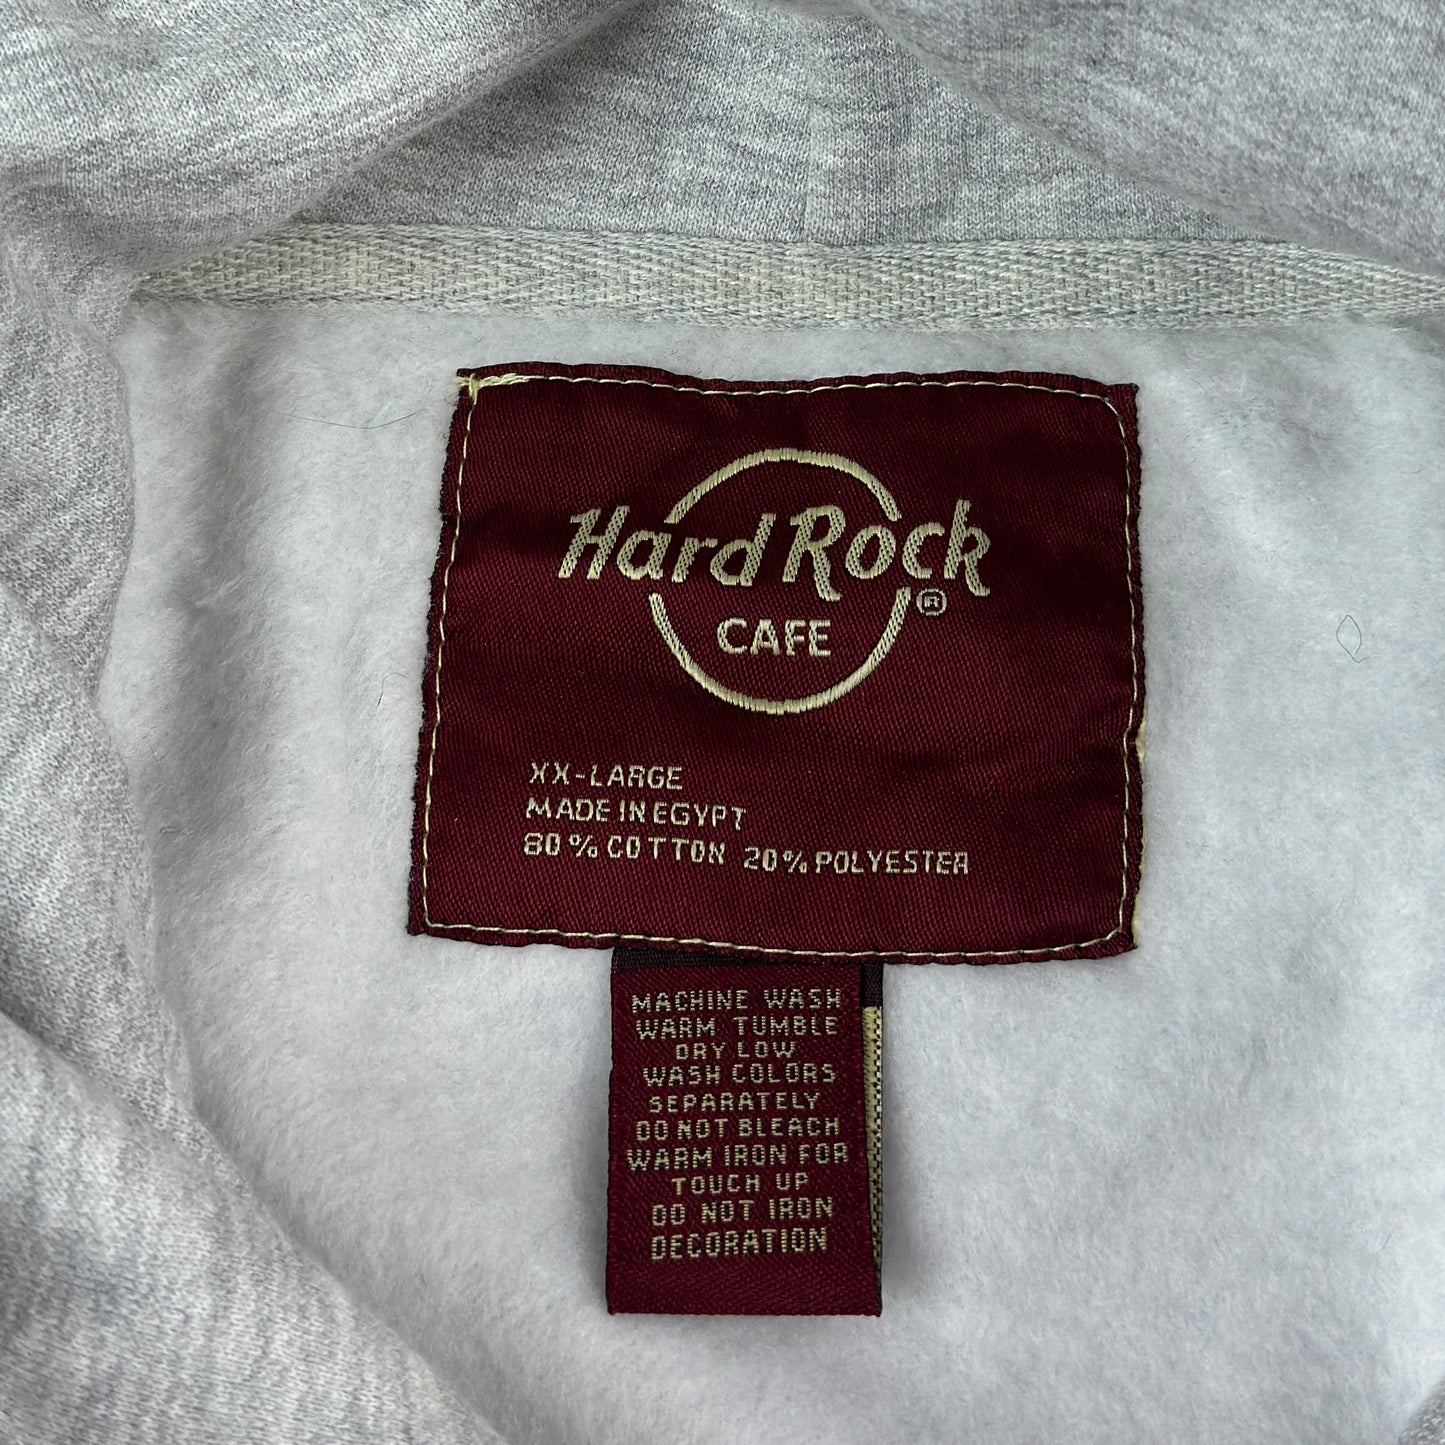 Hard Rock
®
CAFE
XX-LARGE
MADE IN EGYPT
80% COTTON 20% POLYESTER
MACHINE WASH
WARM TUMBLE
DRY LOW
WASH COLORS
SEPARATELY
DO NOT BLEACH
WARM IRON FOR
TOUCH UP
DO NOT IRON
DECORATION